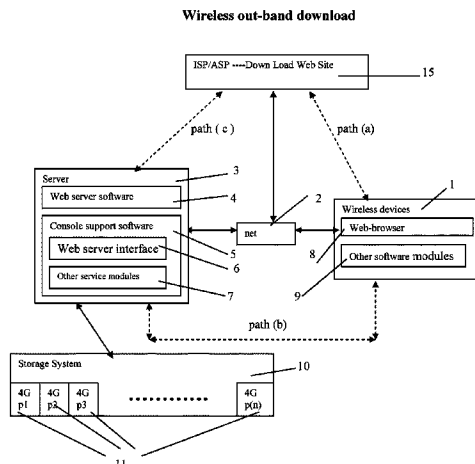 Wireless out-band download
ISP/ASP ----Down Load Web Site
15
path ( c )
path (a)
Server
3
Web server software
4
Console support software
5
Web server interface
6
Other service modules
7
2
net
1
Wireless devices
Web-browser
8
Other software modules
9
path (b)
Storage System
10
4G
p1
4G
p2
4G
p3
4G
p(n)
11